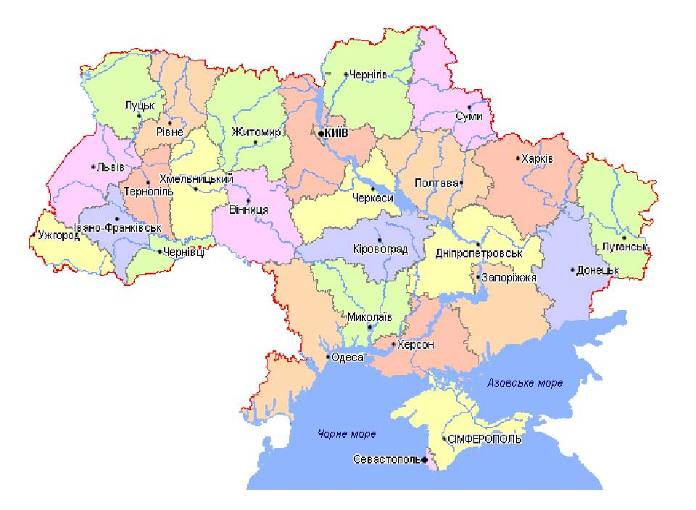 Чернігів
Луцьк
Суми
Рівне
Житомир
КИЇВ
Харків
Львів
Тернопіль
Хмельницький
Полтава
Черкаси
Вінниця
Івано-Франківськ
Ужгород
Чернівці
Кіровоград
Дніпропетровськ
Луганськ
Донецьк
Запоріжжя
Миколаїв
Херсон
Одеса
Азовське море
Чорне море
СІМФЕРОПОЛЬ
Севастополь